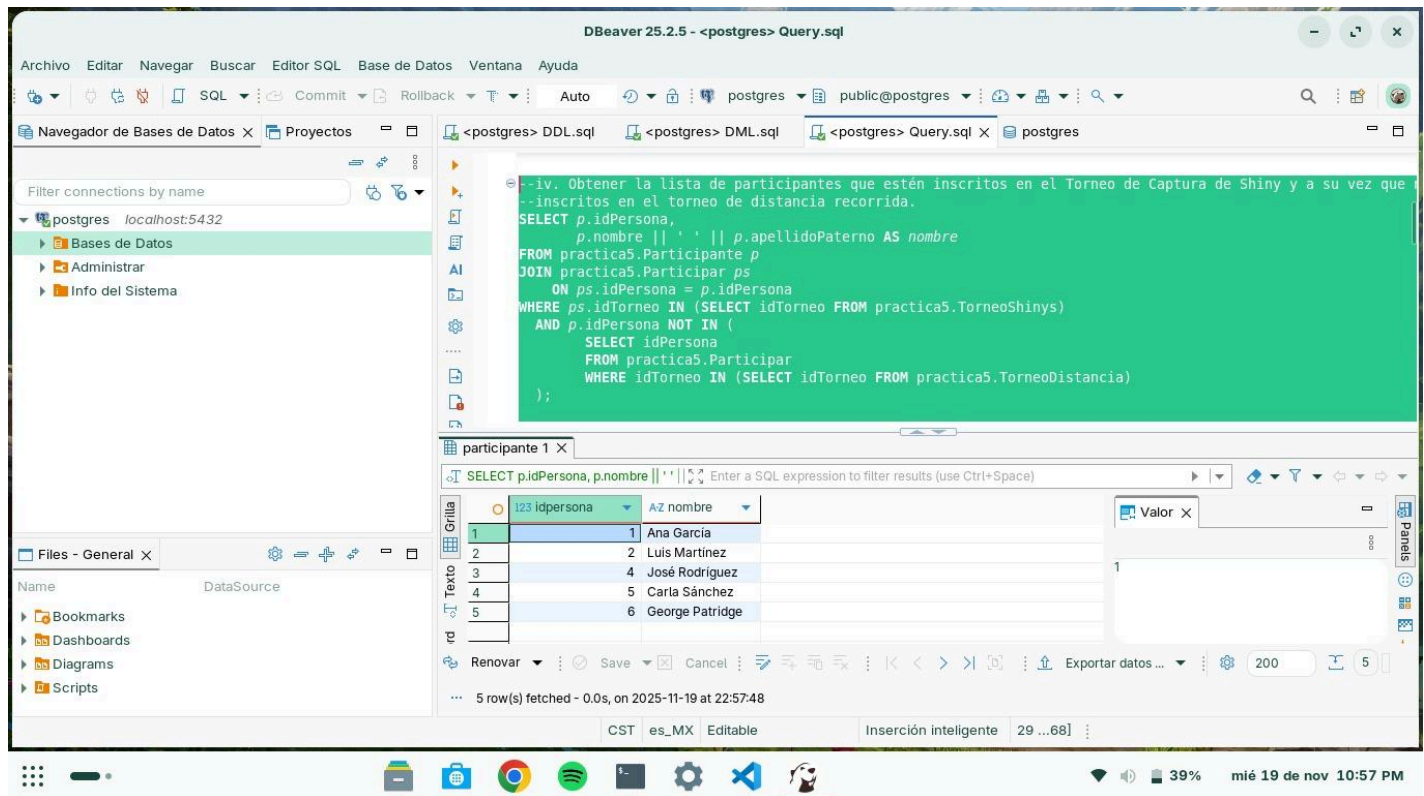 DBeaver 25.2.5 - <postgres> Query.sql
Archivo Editar Navegar Buscar Editor SQL Base de Datos Ventana Ayuda
SQL Commit Rollback Auto postgres public@postgres
Navegador de Bases de Datos Proyectos
<postgres> DDL.sql <postgres> DML.sql <postgres> Query.sql postgres
Filter connections by name
postgres localhost:5432
Bases de Datos
Administrar
Info del Sistema
AI
--iv. Obtener la lista de participantes que estén inscritos en el Torneo de Captura de Shiny y a su vez que
--inscritos en el torneo de distancia recorrida.
SELECT p.idPersona,
p.nombre || ' ' || p.apellidoPaterno AS nombre
FROM practica5.Participante p
JOIN practica5.Participar ps
ON ps.idPersona = p.idPersona
WHERE ps.idTorneo IN (SELECT idTorneo FROM practica5.TorneoShinys)
AND p.idPersona NOT IN (
SELECT idPersona
FROM practica5.Participar
WHERE idTorneo IN (SELECT idTorneo FROM practica5.TorneoDistancia)
);
participante 1
SELECT p.idPersona, p.nombre || ' ' || Enter a SQL expression to filter results (use Ctrl+Space)
Grilla
Texto
rd
123 idpersona A-Z nombre
1 1 Ana García
2 2 Luis Martínez
3 4 José Rodríguez
4 5 Carla Sánchez
5 6 George Patridge
Valor
1
Panels
Renovar Save Cancel Exportar datos ... 200 5
5 row(s) fetched - 0.0s, on 2025-11-19 at 22:57:48
Files - General
Name DataSource
Bookmarks
Dashboards
Diagrams
Scripts
CST es_MX Editable Inserción inteligente 29 ...68]
39% mié 19 de nov 10:57 PM